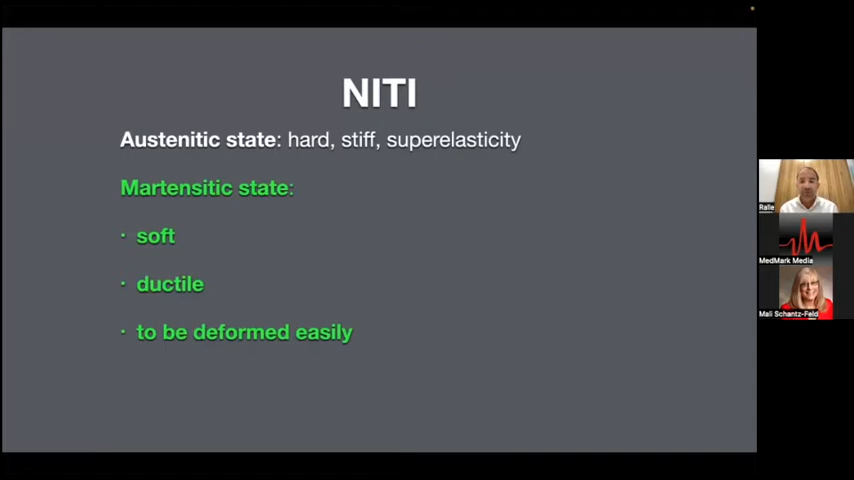 NITI
Austenitic state: hard, stiff, superelasticity
Martensitic state:
· soft
· ductile
· to be deformed easily
Ralle
MedMark Media
Mali Schantz-Feld